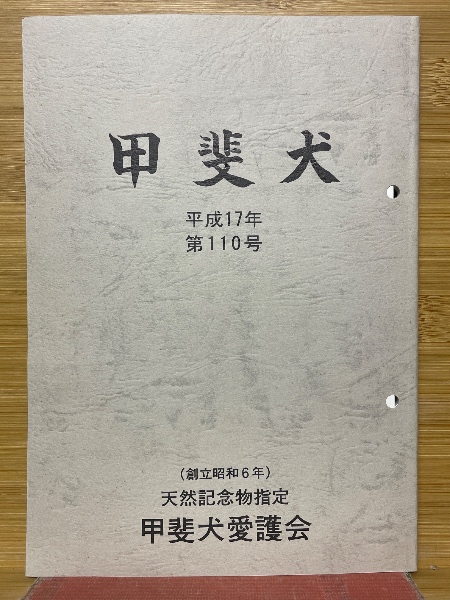 甲斐犬
平成17年
第110号
(創立昭和6年)
天然記念物指定
甲斐犬愛護会